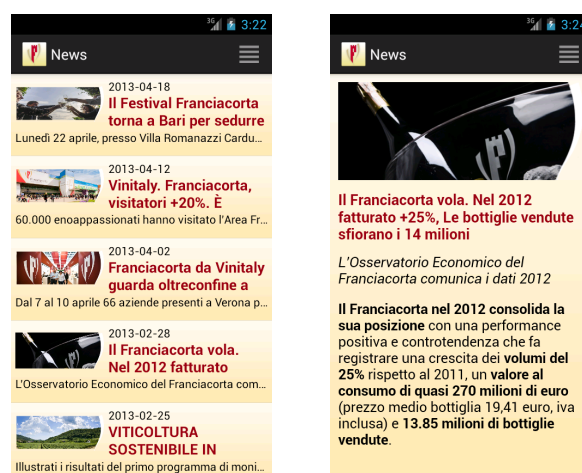 3G 3:22
News
2013-04-18
Il Festival Franciacorta
torna a Bari per sedurre
Lunedì 22 aprile, presso Villa Romanazzi Cardu...
2013-04-12
Vinitaly. Franciacorta,
visitatori +20%. È
60.000 enoappassionati hanno visitato l'Area Fr...
2013-04-02
Franciacorta da Vinitaly
guarda oltreconfine a
Dal 7 al 10 aprile 66 aziende presenti a Verona p...
2013-02-28
Il Franciacorta vola.
Nel 2012 fatturato
L'Osservatorio Economico del Franciacorta com...
2013-02-25
VITICOLTURA
SOSTENIBILE IN
Illustrati i risultati del primo programma di moni...
3G 3:24
News
Il Franciacorta vola. Nel 2012
fatturato +25%, Le bottiglie vendute
sfiorano i 14 milioni
L'Osservatorio Economico del
Franciacorta comunica i dati 2012
Il Franciacorta nel 2012 consolida la
sua posizione con una performance
positiva e controtendenza che fa
registrare una crescita dei volumi del
25% rispetto al 2011, un valore al
consumo di quasi 270 milioni di euro
(prezzo medio bottiglia 19,41 euro, iva
inclusa) e 13.85 milioni di bottiglie
vendute.